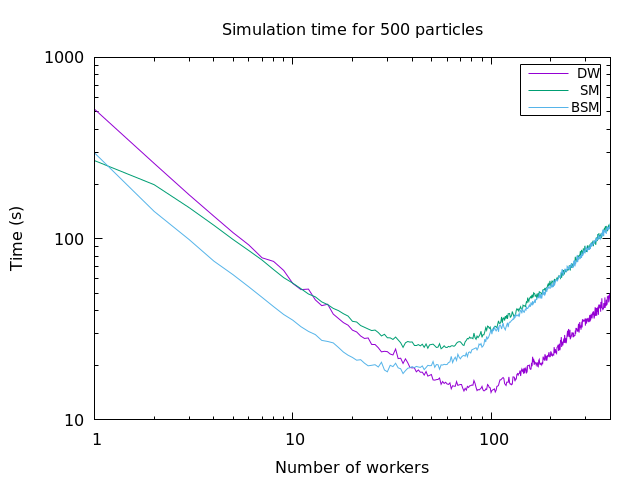 Simulation time for 500 particles
1000
100
10
Time (s)
DW
SM
BSM
1
10
100
Number of workers